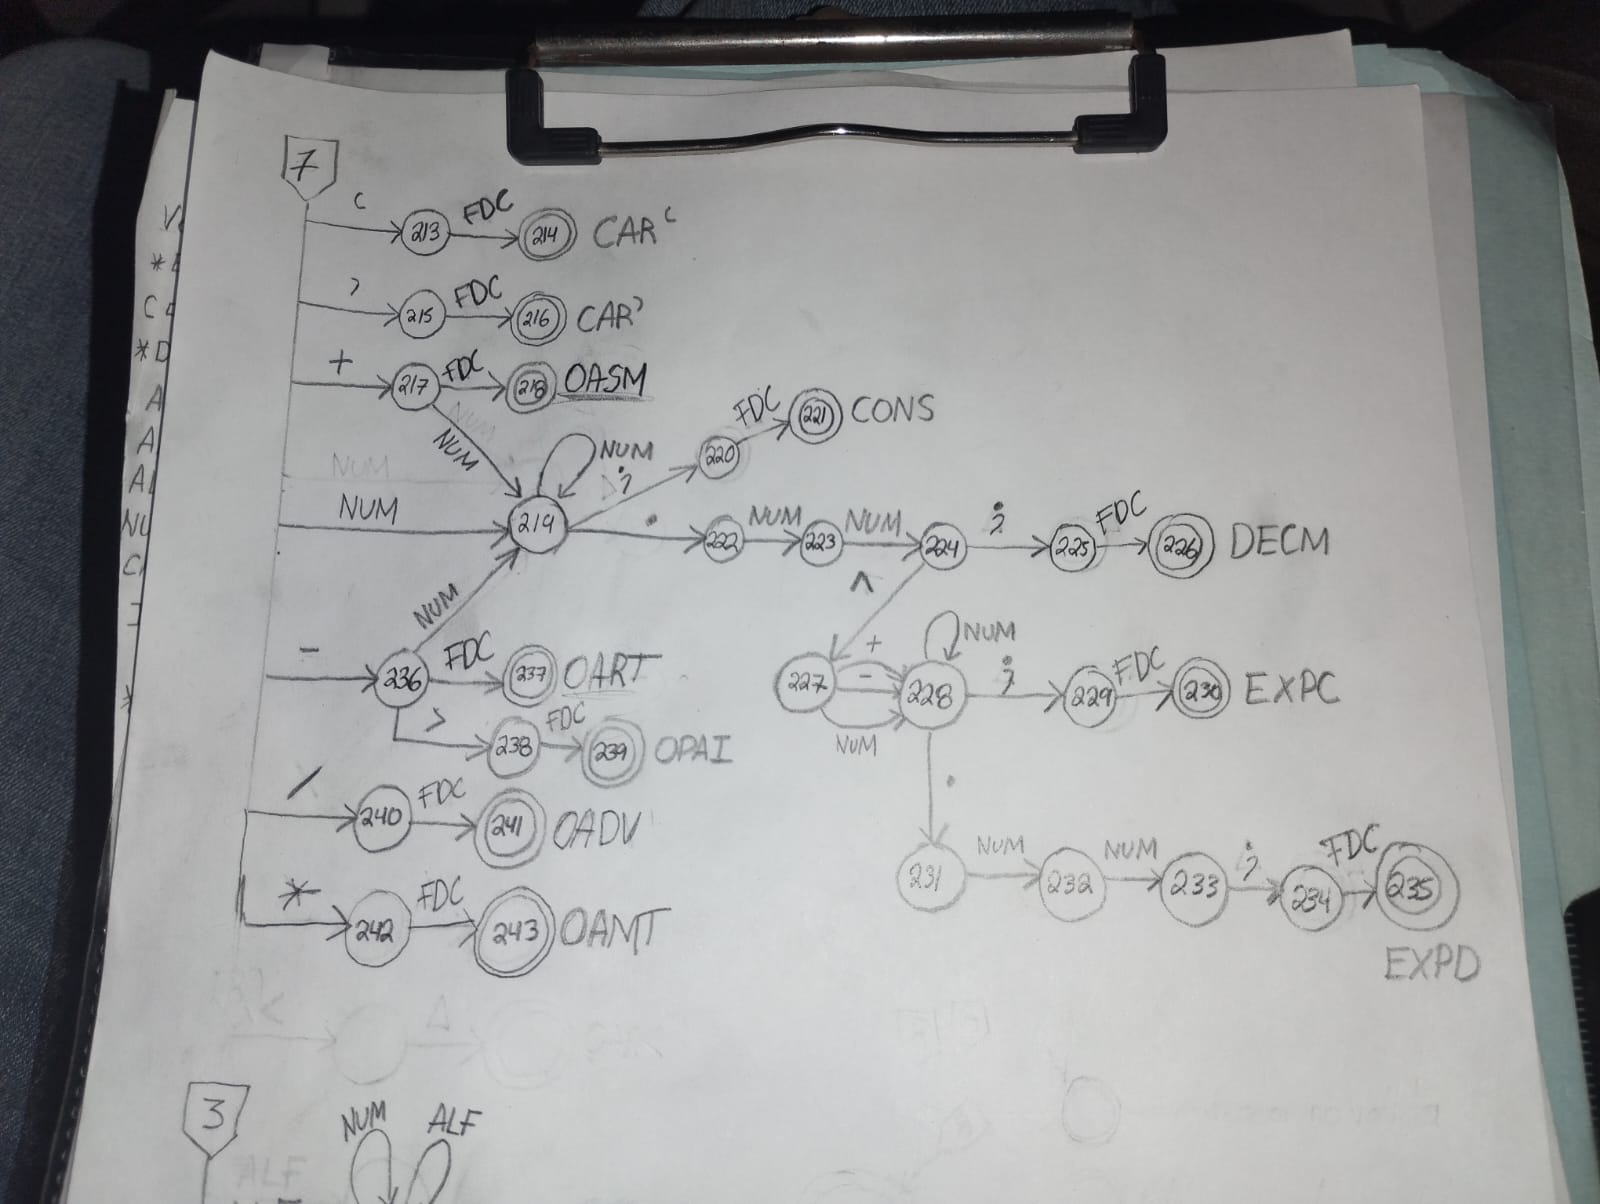 7
( FDC
213 214 CAR(
) FDC
215 216 CAR)
+ FDC
217 218 OASM
FDC
221 CONS
NUM NUM ; 220
NUM
NUM 219 . 222 NUM 223 NUM 224 ; 225 FDC 226 DECM
^
NUM + NUM
- FDC
236 237 OART 227 - 228 ; 229 FDC 230 EXPC
> FDC NUM
238 239 OPAI
/ FDC .
240 241 OADV
231 NUM 232 NUM 233 ; 234 FDC 235
* FDC
242 243 OAMT
EXPD
3
NUM ALF